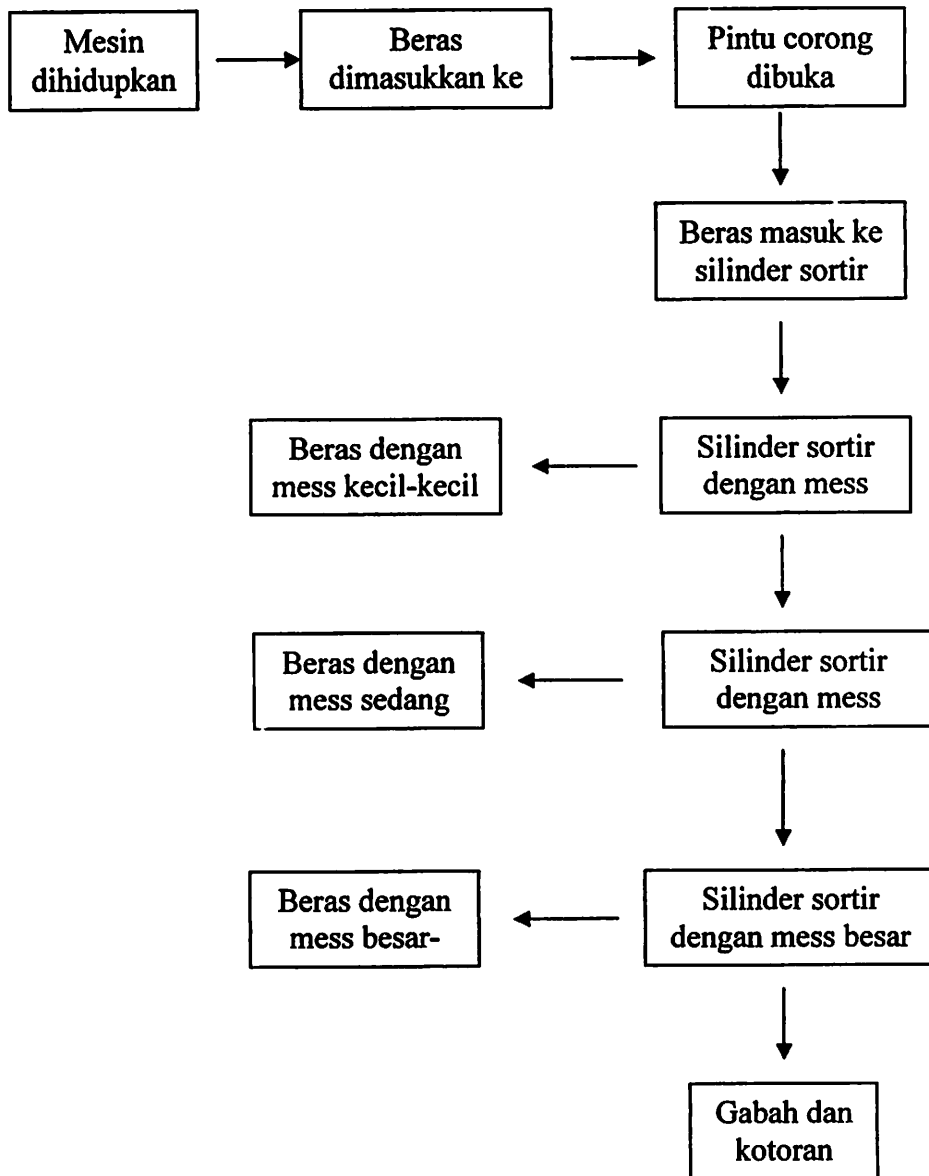 Mesin
dihidupkan
Beras
dimasukkan ke
Pintu corong
dibuka
Beras masuk ke
silinder sortir
Beras dengan
mess kecil-kecil
Silinder sortir
dengan mess
Beras dengan
mess sedang
Silinder sortir
dengan mess
Beras dengan
mess besar-
Silinder sortir
dengan mess besar
Gabah dan
kotoran